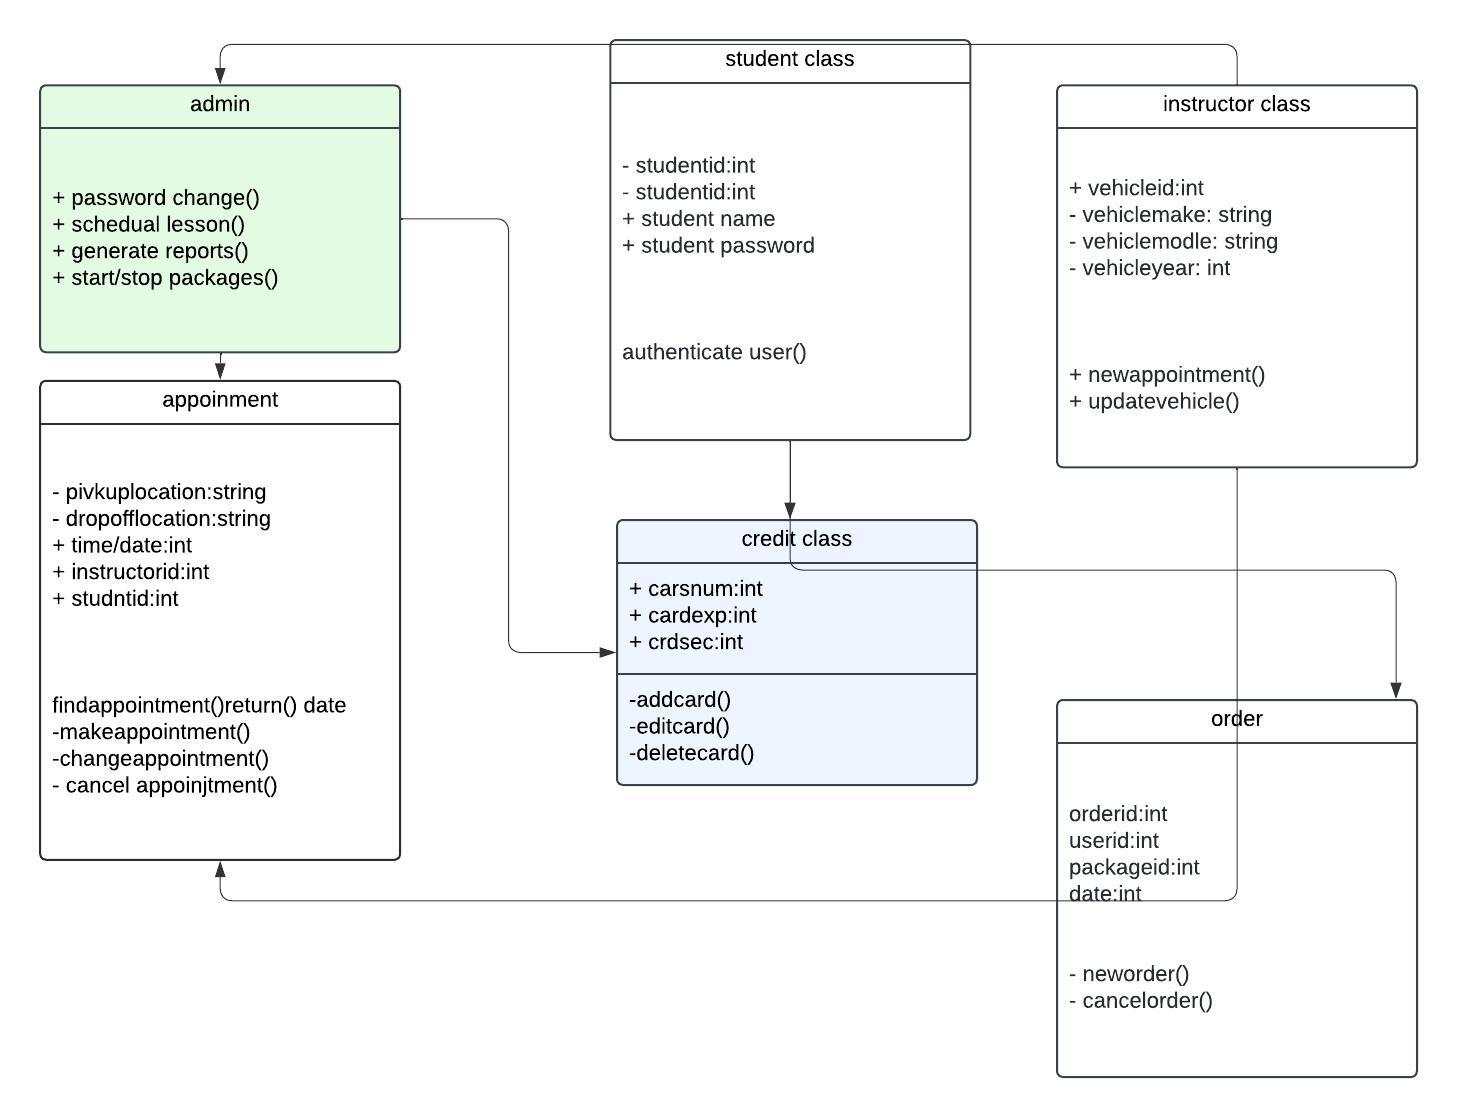 admin
+ password change()
+ schedual lesson()
+ generate reports()
+ start/stop packages()
student class
- studentid:int
- studentid:int
+ student name
+ student password
authenticate user()
instructor class
+ vehicleid:int
- vehiclemake: string
- vehiclemodle: string
- vehicleyear: int
+ newappointment()
+ updatevehicle()
appoinment
- pivkuplocation:string
- dropofflocation:string
+ time/date:int
+ instructorid:int
+ studntid:int
findappointment()return() date
-makeappointment()
-changeappointment()
- cancel appoinjtment()
credit class
+ carsnum:int
+ cardexp:int
+ crdsec:int
-addcard()
-editcard()
-deletecard()
order
orderid:int
userid:int
packageid:int
date:int
- neworder()
- cancelorder()